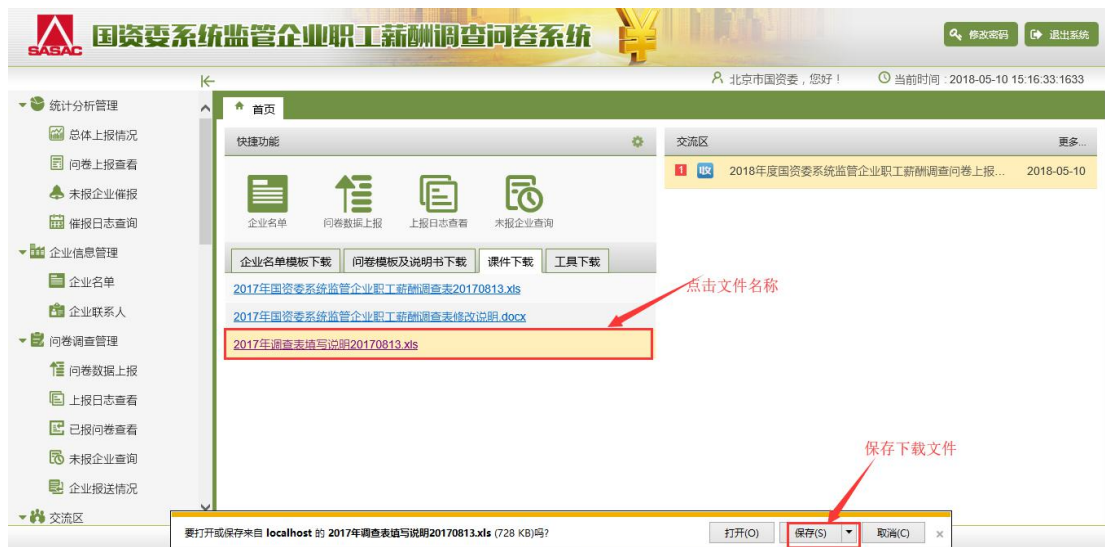 SASAC
国资委系统监管企业职工薪酬调查问卷系统
修改密码
退出系统
北京市国资委，您好！
当前时间 : 2018-05-10 15:16:33:1633
统计分析管理
总体上报情况
问卷上报查看
未报企业催报
催报日志查询
企业信息管理
企业名单
企业联系人
问卷调查管理
问卷数据上报
上报日志查看
已报问卷查看
未报企业查询
企业报送情况
交流区
首页
快捷功能
企业名单
问卷数据上报
上报日志查看
未报企业查询
企业名单模板下载
问卷模板及说明书下载
课件下载
工具下载
2017年国资委系统监管企业职工薪酬调查表20170813.xls
2017年国资委系统监管企业职工薪酬调查表修改说明.docx
2017年调查表填写说明20170813.xls
点击文件名称
交流区
更多...
1
收
2018年度国资委系统监管企业职工薪酬调查问卷上报...
2018-05-10
保存下载文件
要打开或保存来自 localhost 的 2017年调查表填写说明20170813.xls (728 KB)吗?
打开(O)
保存(S)
取消(C)
×